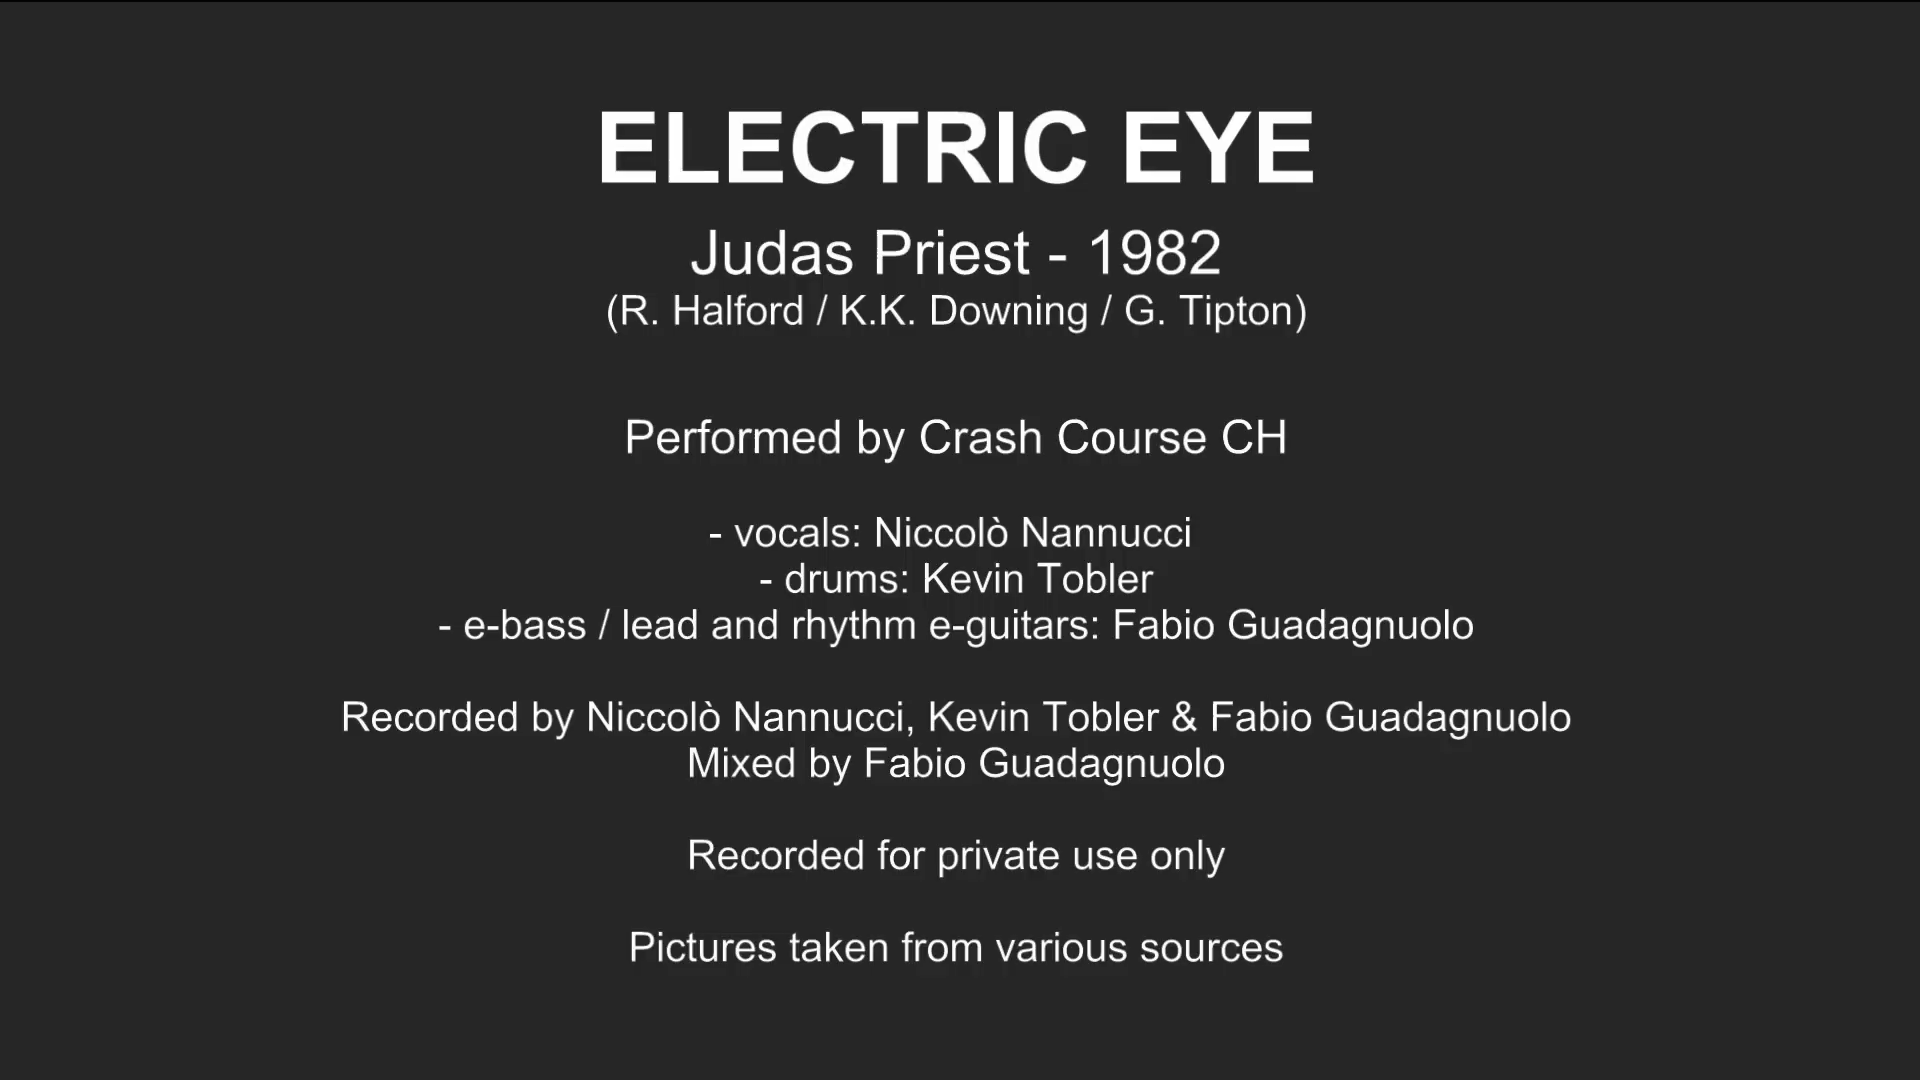 ELECTRIC EYE
Judas Priest - 1982
(R. Halford / K.K. Downing / G. Tipton)
Performed by Crash Course CH
- vocals: Niccolò Nannucci
- drums: Kevin Tobler
- e-bass / lead and rhythm e-guitars: Fabio Guadagnuolo
Recorded by Niccolò Nannucci, Kevin Tobler & Fabio Guadagnuolo
Mixed by Fabio Guadagnuolo
Recorded for private use only
Pictures taken from various sources